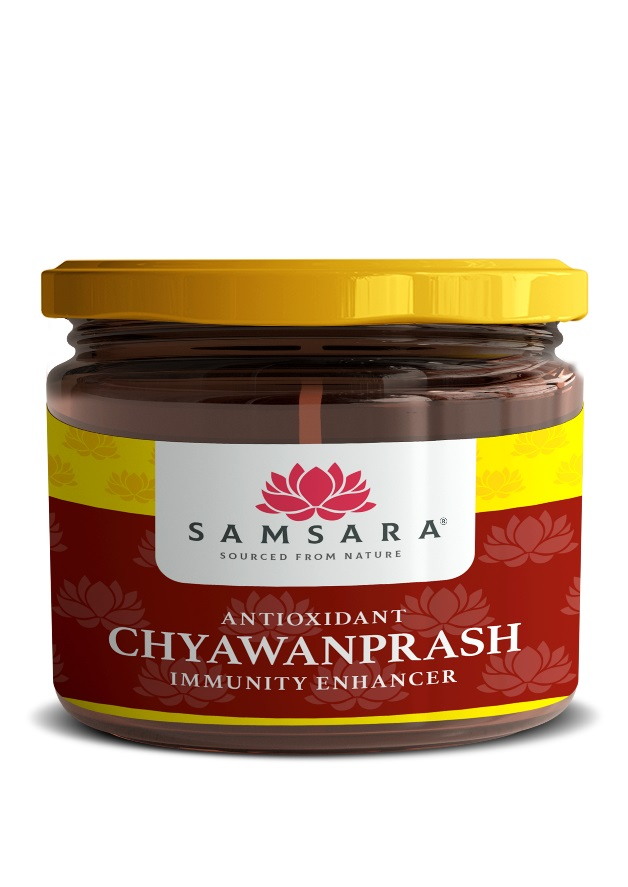 SAMSARA®
SOURCED FROM NATURE
ANTIOXIDANT
CHYAWANPRASH
IMMUNITY ENHANCER